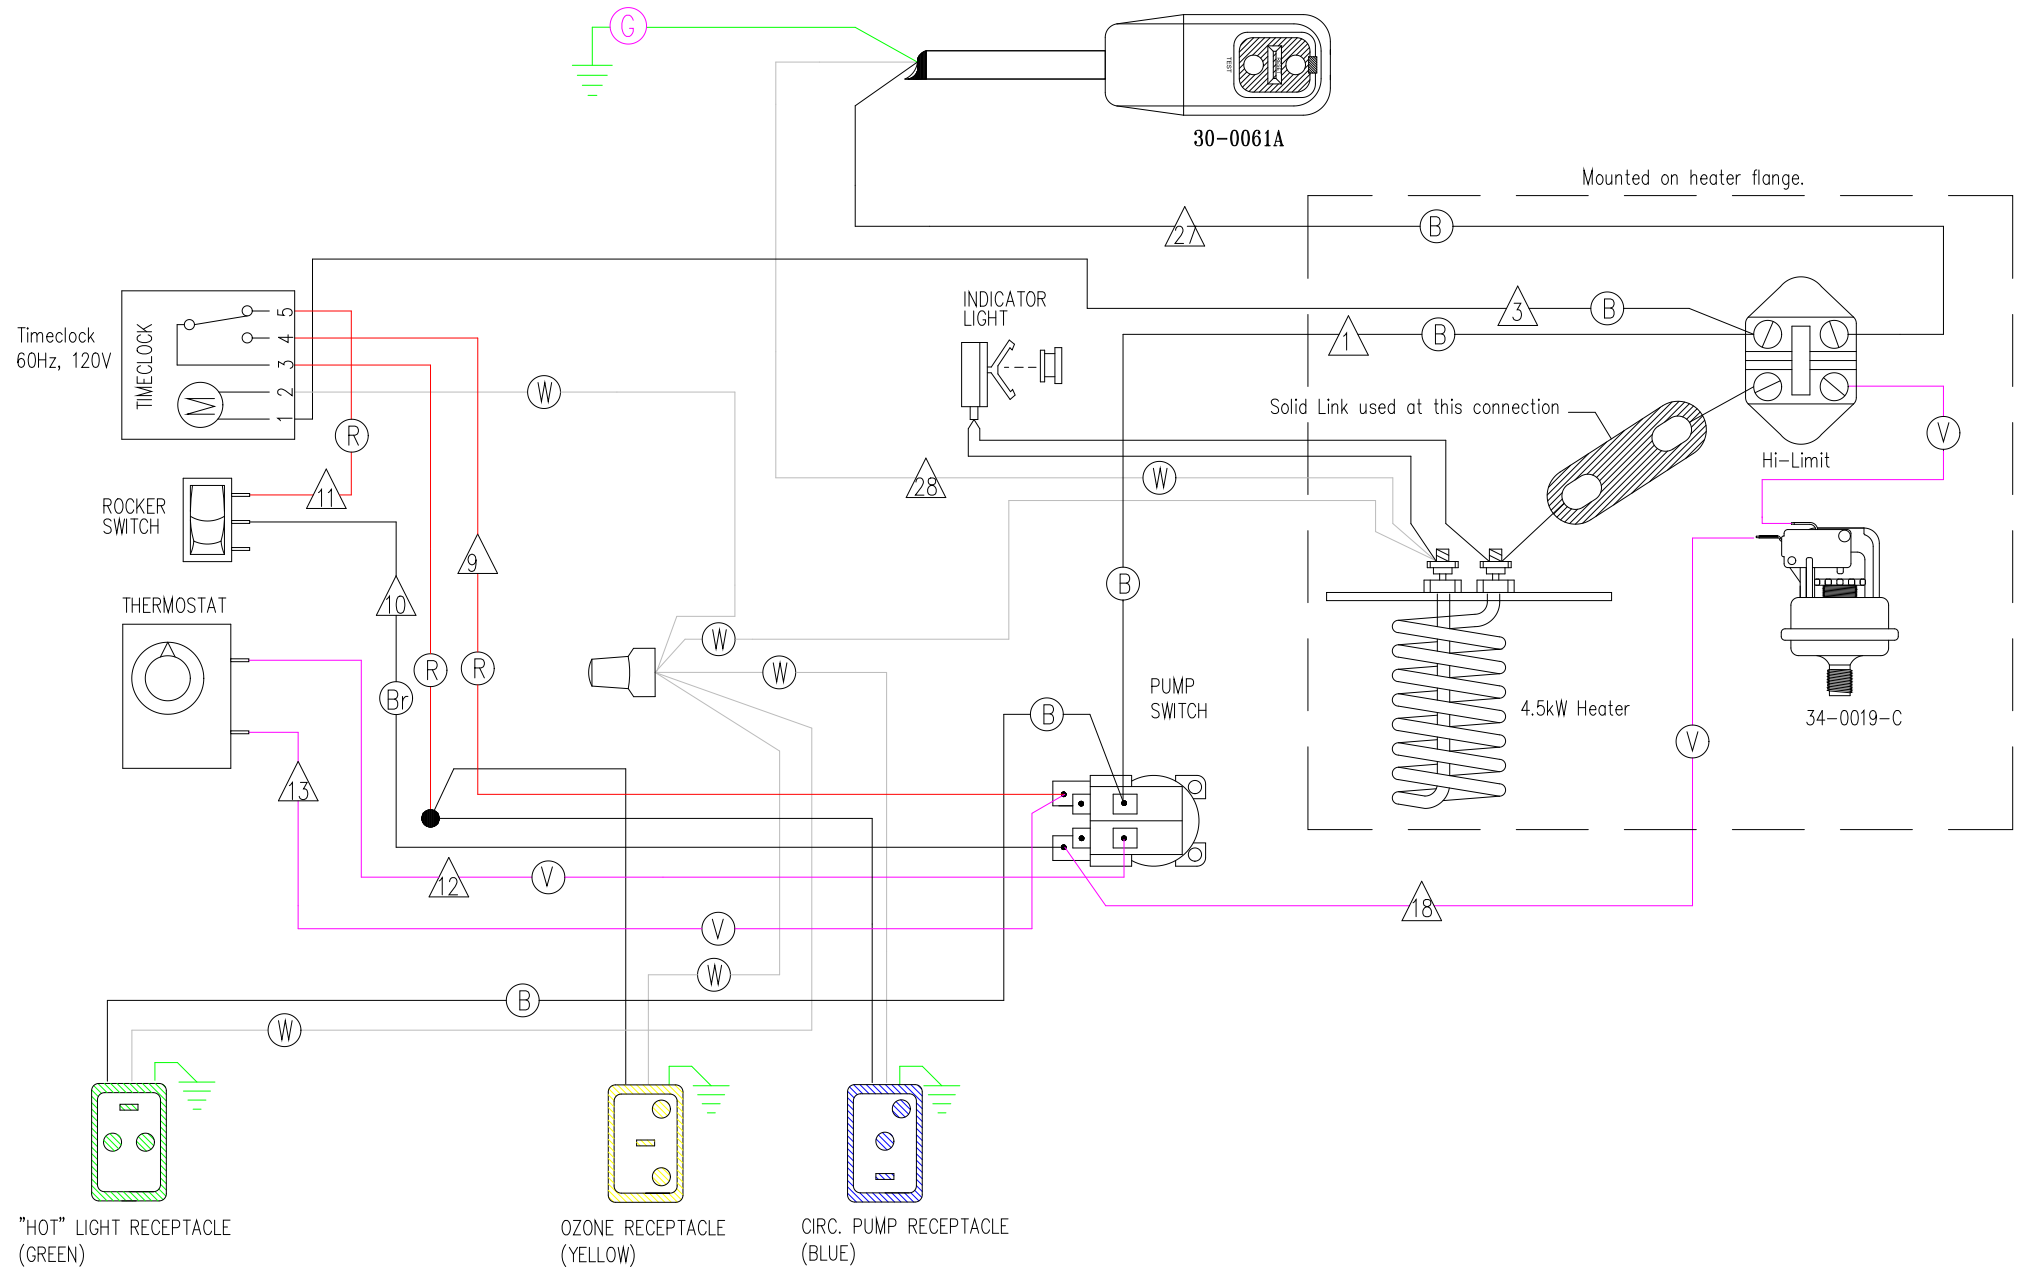 G
TEST
30-0061A
Mounted on heater flange.
27
B
Timeclock
60Hz, 120V
TIMECLOCK
5
4
3
2
1
M
W
R
INDICATOR
LIGHT
3
B
1
B
Solid Link used at this connection
Hi-Limit
V
ROCKER
SWITCH
11
28
W
9
10
B
THERMOSTAT
W
W
R
R
Br
PUMP
SWITCH
B
4.5kW Heater
34-0019-C
V
13
12
V
18
V
W
B
W
"HOT" LIGHT RECEPTACLE
(GREEN)
OZONE RECEPTACLE
(YELLOW)
CIRC. PUMP RECEPTACLE
(BLUE)